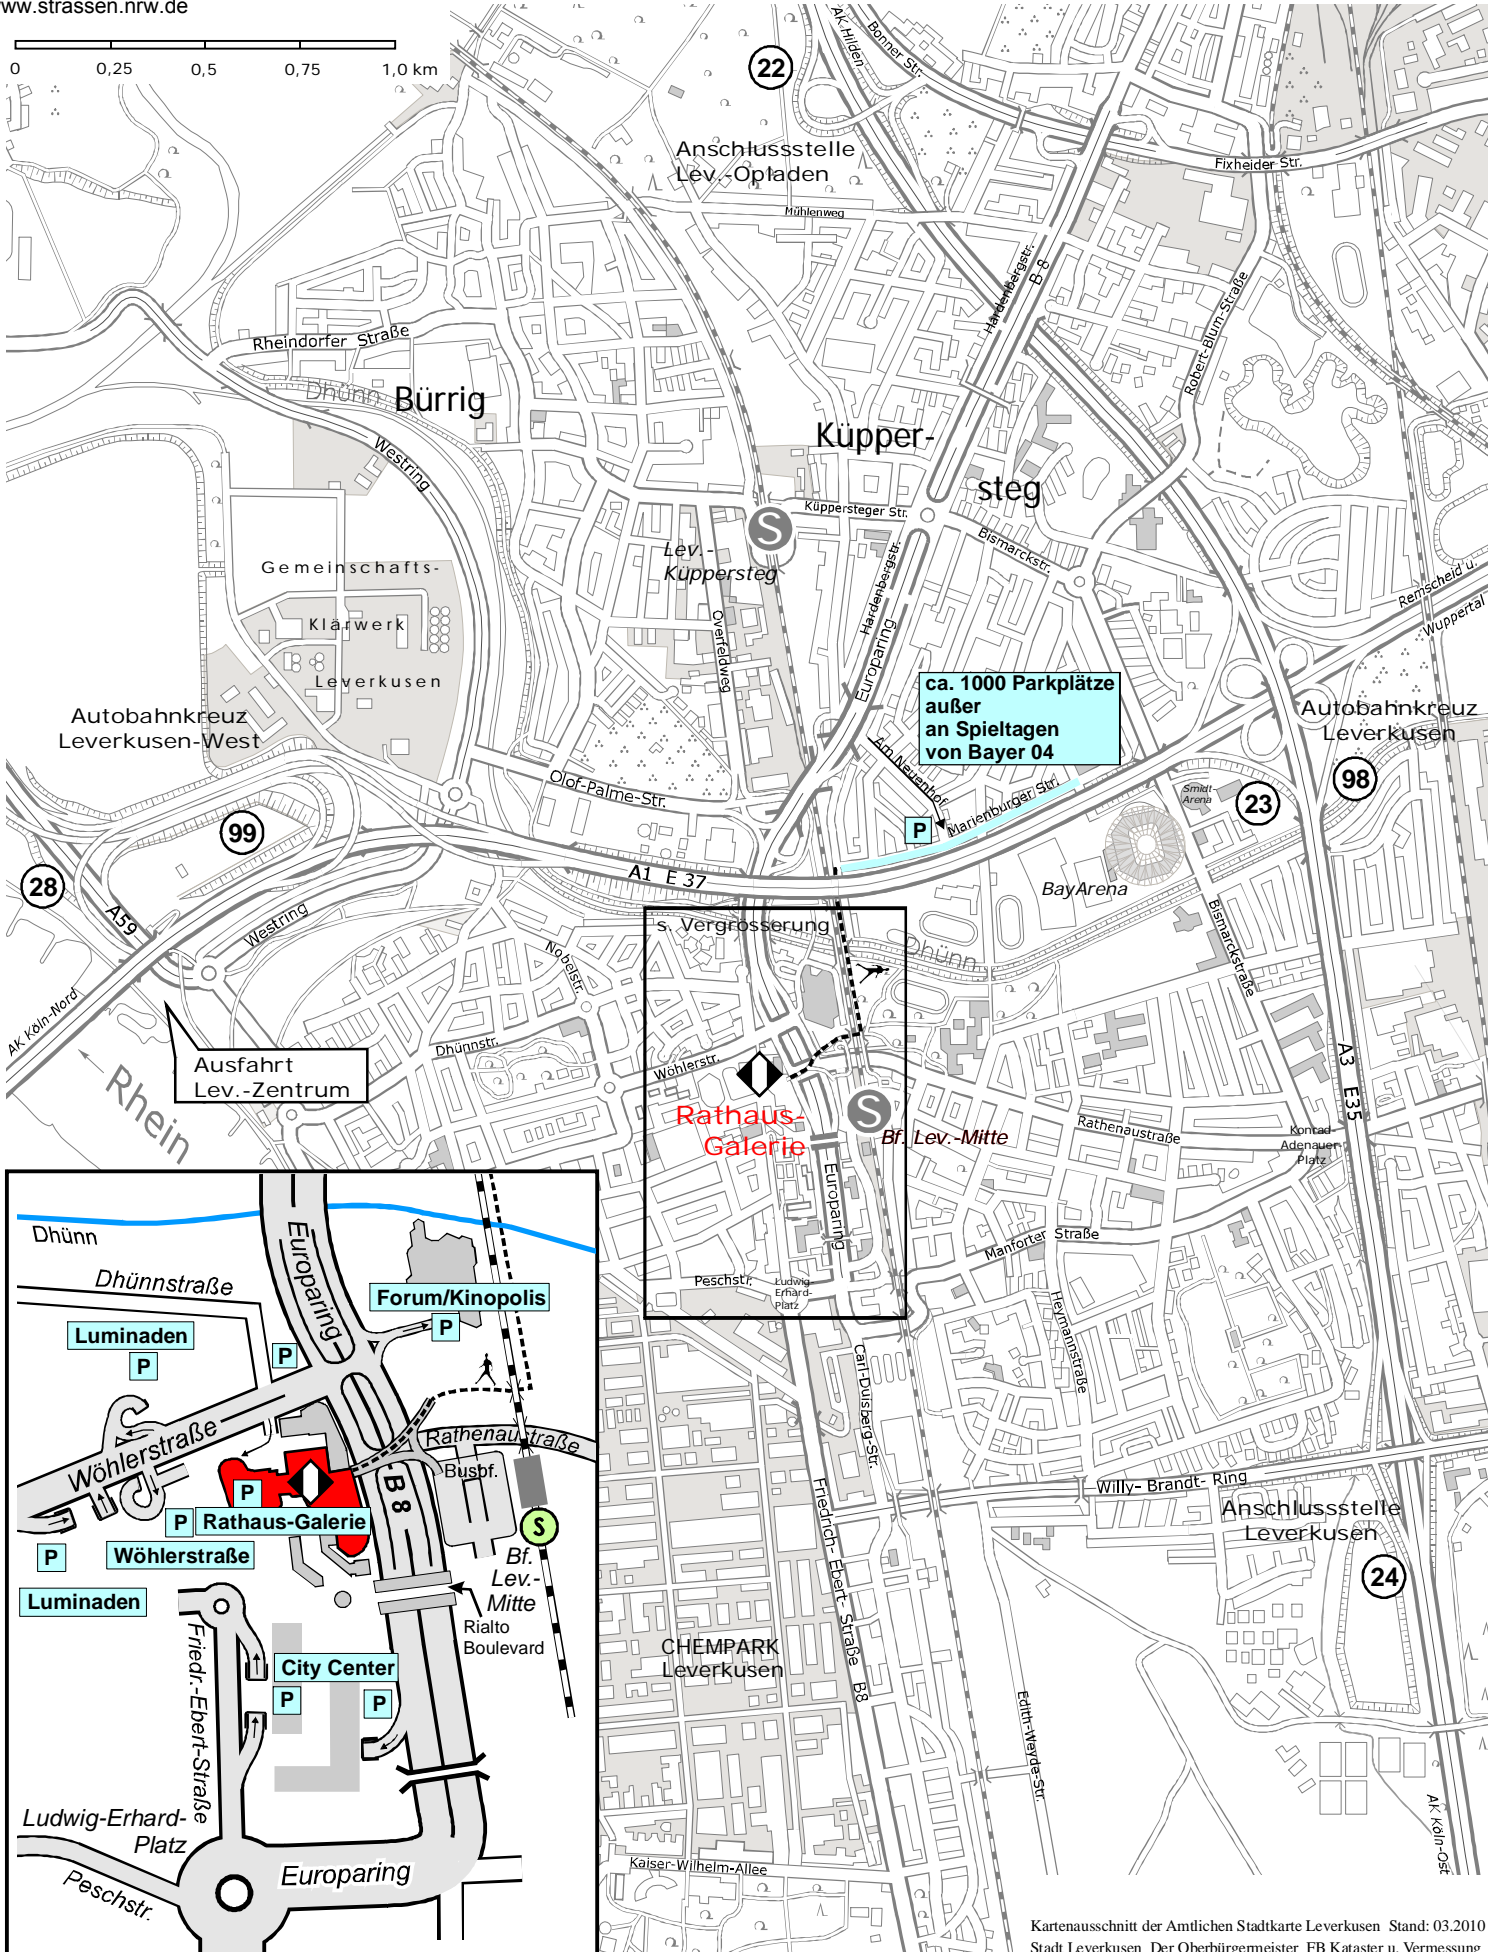 www.strassen.nrw.de
0 0,25 0,5 0,75 1,0 km
22
AK Hilden
Bonner Str.
Anschlussstelle
Lev.-Opladen
Fixheider Str.
Mühlenweg
Hardenbergstr.
B 8
Robert-Blum-Straße
Rheindorfer Straße
Dhünn
Bürrig
Westring
Küpper-
steg
Küppersteger Str.
S
Lev.-
Küppersteg
Bismarckstr.
Hardenbergstr.
Overfeldweg
Europaring
Gemeinschafts-
Klärwerk
Leverkusen
Remscheid u.
Wuppertal
ca. 1000 Parkplätze
außer
an Spieltagen
von Bayer 04
Autobahnkreuz
Leverkusen-West
Autobahnkreuz
Leverkusen
98
Olof-Palme-Str.
Am Neuenhof
Marienburger Str.
P
Smidt-
Arena
23
99
28
A59
A1 E 37
BayArena
Westring
s. Vergrösserung
Dhünn
Nobelstr.
Bismarckstraße
AK Köln-Nord
Rhein
Ausfahrt
Lev.-Zentrum
Dhünnstr.
Wöhlerstr.
A3 E35
Rathaus-
Galerie
S
Bf. Lev.-Mitte
Rathenaustraße
Konrad-
Adenauer-
Platz
Europaring
Manforter Straße
Peschstr.
Ludwig-
Erhard-
Platz
Heymannstraße
Carl-Duisberg-Str.
Willy- Brandt- Ring
Anschlussstelle
Leverkusen
24
Friedrich- Ebert- Straße B8
CHEMPARK
Leverkusen
Edith-Weyde-Str.
AK Köln-Ost
Kaiser-Wilhelm-Allee
Dhünn
Dhünnstraße
Europaring
Forum/Kinopolis
P
Luminaden
P
P
Wöhlerstraße
Rathenaustraße
Busbf.
B 8
P
Rathaus-Galerie
P
Wöhlerstraße
P
Luminaden
S
Bf.
Lev.-
Mitte
Rialto
Boulevard
Friedr.-Ebert-Straße
City Center
P
P
Ludwig-Erhard-
Platz
Peschstr.
Europaring
Kartenausschnitt der Amtlichen Stadtkarte Leverkusen Stand: 03.2010
Stadt Leverkusen Der Oberbürgermeister FB Kataster u. Vermessung